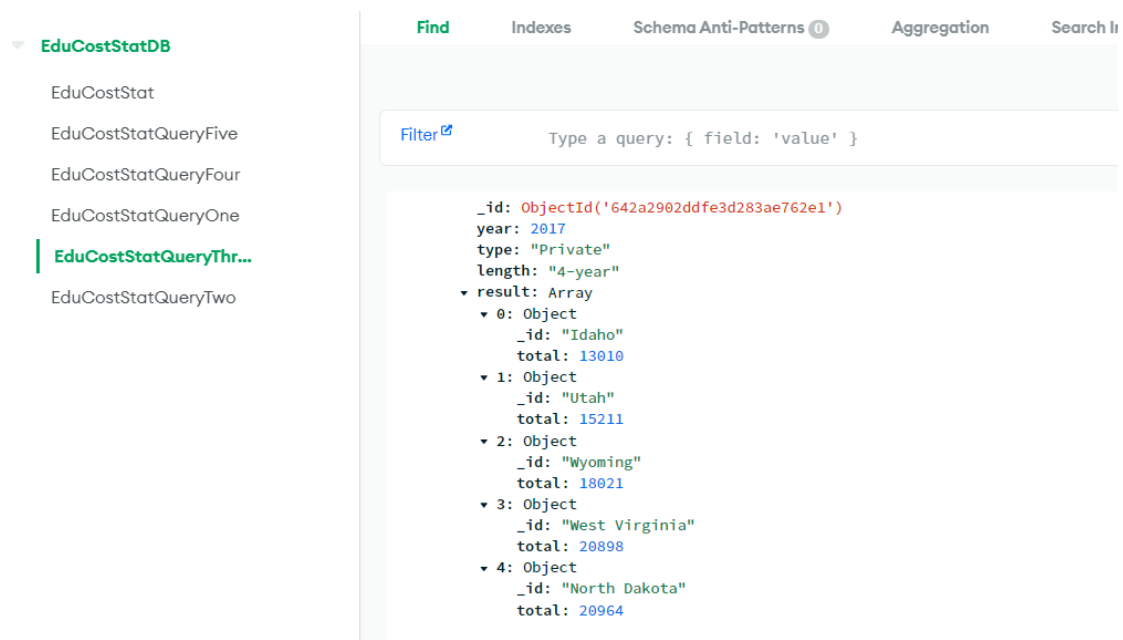 EduCostStatDB
EduCostStat
EduCostStatQueryFive
EduCostStatQueryFour
EduCostStatQueryOne
EduCostStatQueryThr...
EduCostStatQueryTwo
Find Indexes Schema Anti-Patterns 0 Aggregation Search
Filter Type a query: { field: 'value' }
_id: ObjectId('642a2902ddfe3d283ae762e1')
year: 2017
type: "Private"
length: "4-year"
result: Array
0: Object
_id: "Idaho"
total: 13010
1: Object
_id: "Utah"
total: 15211
2: Object
_id: "Wyoming"
total: 18021
3: Object
_id: "West Virginia"
total: 20898
4: Object
_id: "North Dakota"
total: 20964